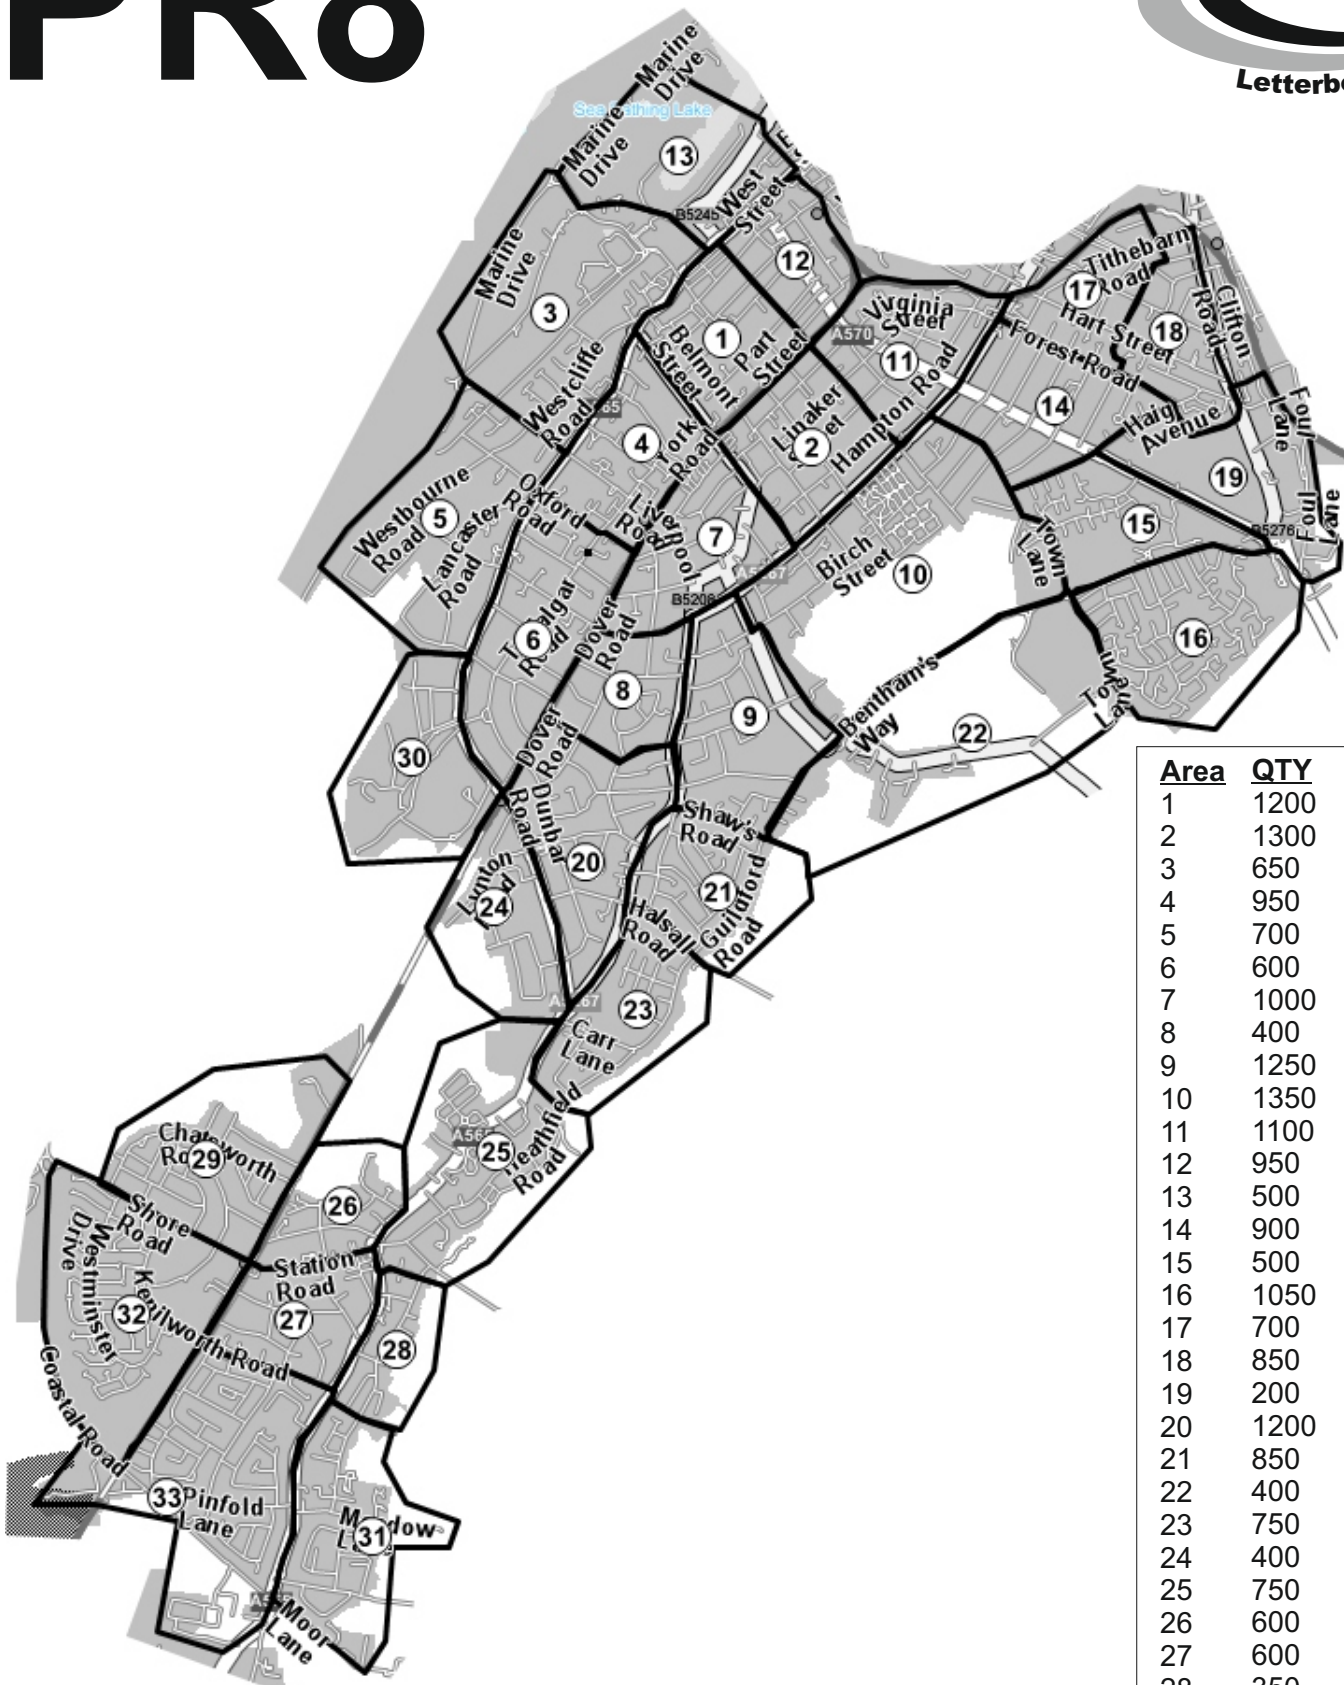 PR8
Letterbo
Marine
Drive
Sea Bathing Lake
Marine
Drive
13
B5245
West
Street
12
Marine
Drive
3
1
Belmont
Street
Part
Street
A570
Virginia
Street
11
Hampton Road
Tithebarn
Road
17
Hart Street
18
Clifton
Road
Forest Road
14
Haig
Avenue
Foul
Lane
19
Foul
Lane
B5276
15
Westcliffe
Road
65
4
York
Road
Linaker
Street
2
Westbourne
Road
5
Lancaster
Road
Oxford
Road
Liverpool
Road
7
Birch
Street
10
Town
Lane
B5208
Trafalgar
Road
6
Dover
Road
8
9
16
Town
Lane
Bentham's
Way
22
30
Dover
Road
Dunbar
Road
Shaw's
Road
20
21
Guildford
Road
Lynton
Road
24
Halsall
Road
23
Carr
Lane
Heathfield
Road
25
Chatsworth
Road
29
26
Shore
Road
Station
Road
Westminster
Drive
32
Kenilworth Road
27
28
Coastal Road
33
Pinfold
Lane
Meadow
Lane
31
Moor
Lane
Area QTY
1 1200
2 1300
3 650
4 950
5 700
6 600
7 1000
8 400
9 1250
10 1350
11 1100
12 950
13 500
14 900
15 500
16 1050
17 700
18 850
19 200
20 1200
21 850
22 400
23 750
24 400
25 750
26 600
27 600
28 350